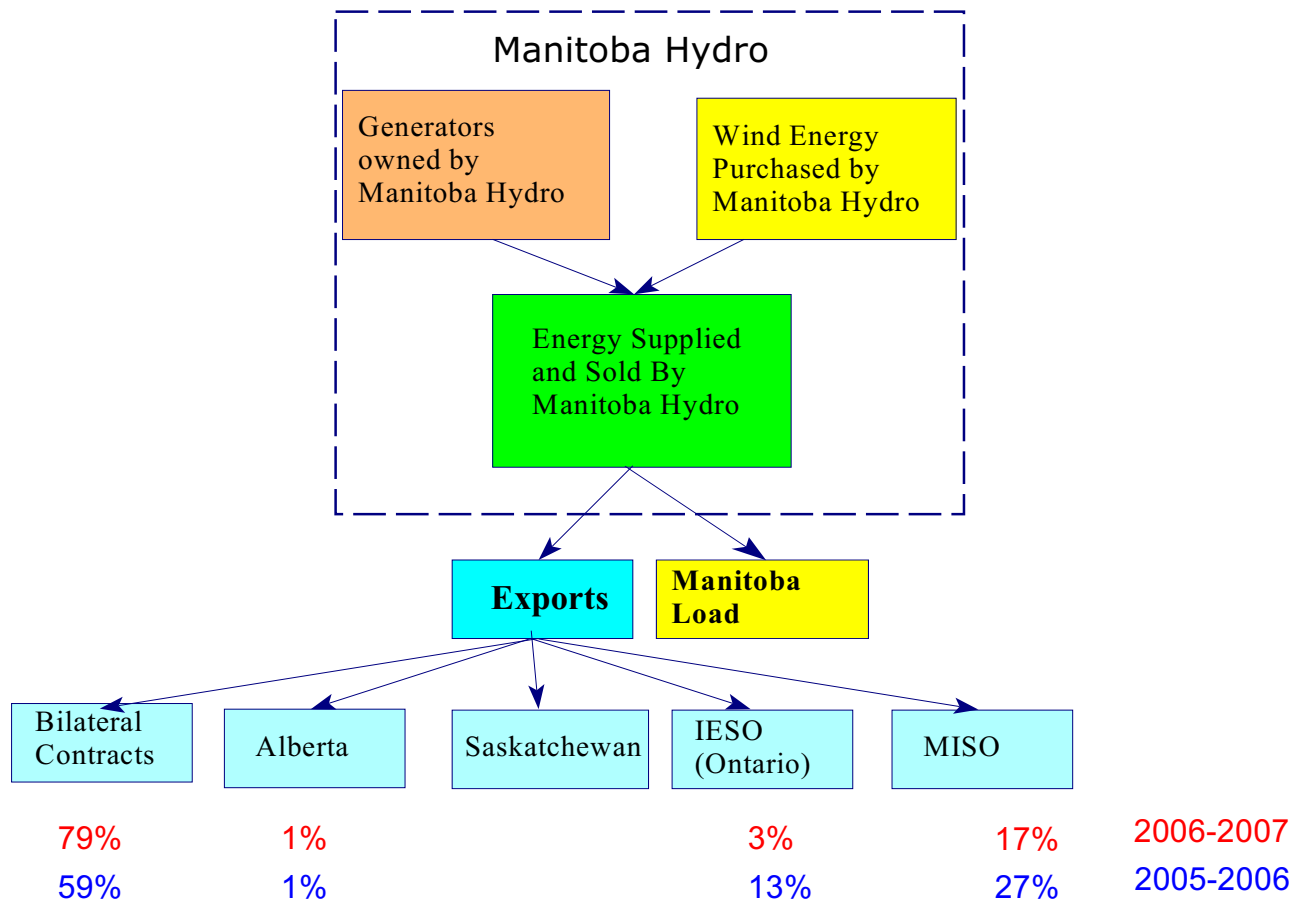 Manitoba Hydro
Generators
owned by
Manitoba Hydro
Wind Energy
Purchased by
Manitoba Hydro
Energy Supplied
and Sold By
Manitoba Hydro
Exports
Manitoba
Load
Bilateral
Contracts
Alberta
Saskatchewan
IESO
(Ontario)
MISO
79% 1% 3% 17% 2006-2007
59% 1% 13% 27% 2005-2006